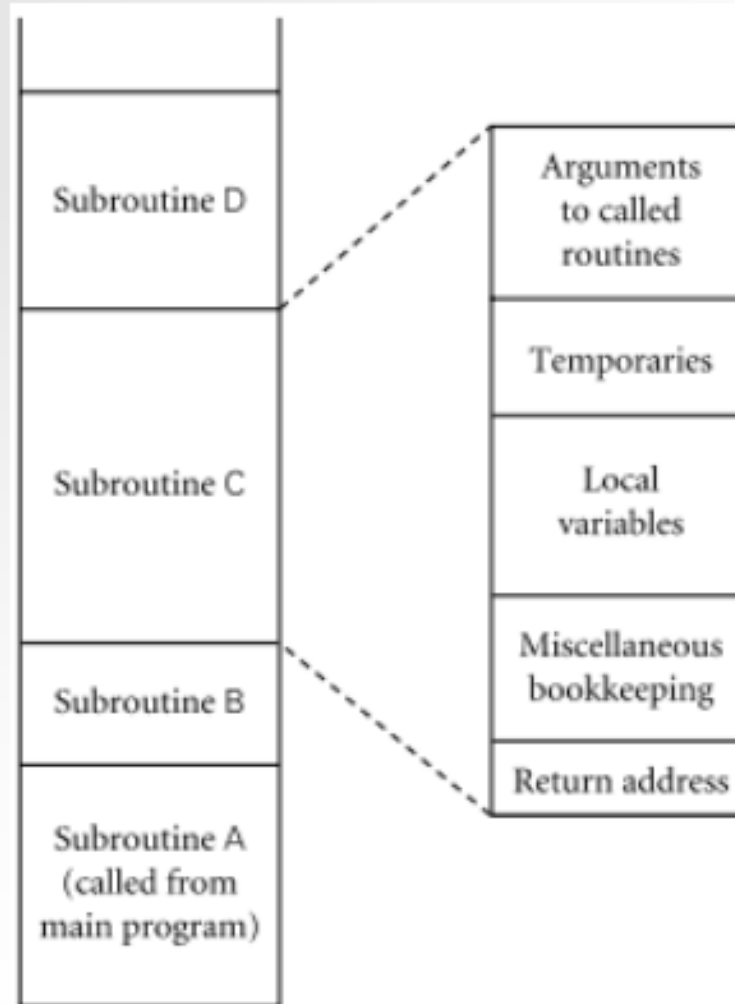 Subroutine D
Subroutine C
Subroutine B
Subroutine A
(called from
main program)
Arguments
to called
routines
Temporaries
Local
variables
Miscellaneous
bookkeeping
Return address